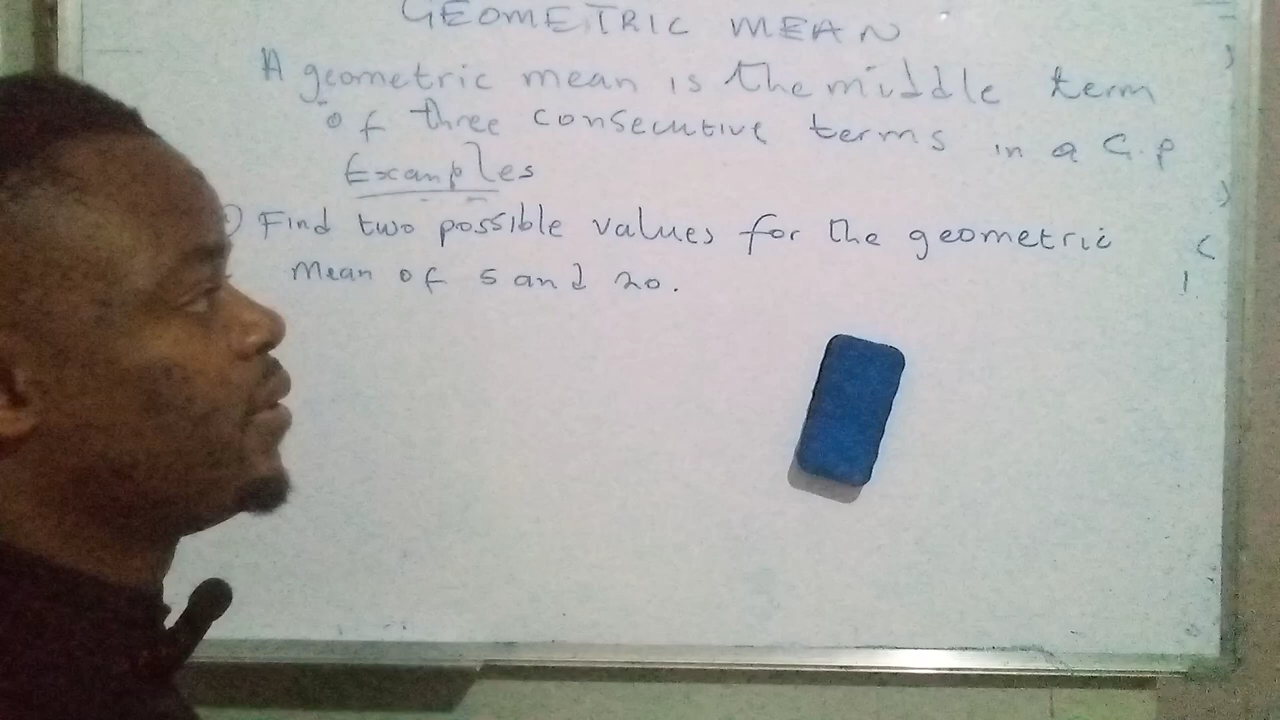 GEOMETRIC MEAN
A geometric mean is the middle term
of three consecutive terms in a G.P
Examples
1) Find two possible values for the geometric
mean of 5 and 20.